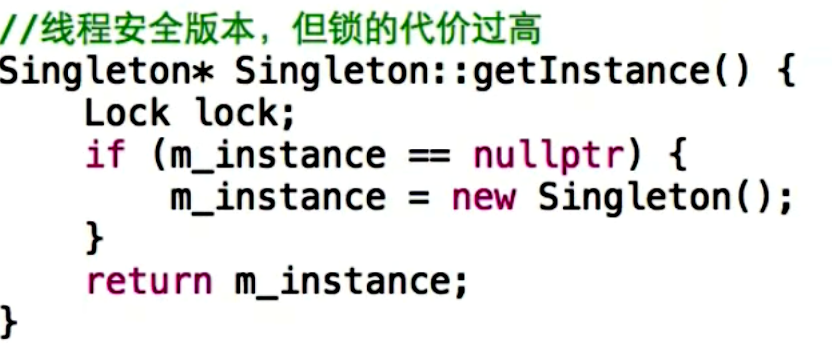 //线程安全版本，但锁的代价过高
Singleton* Singleton::getInstance() {
    Lock lock;
    if (m_instance == nullptr) {
        m_instance = new Singleton();
    }
    return m_instance;
}